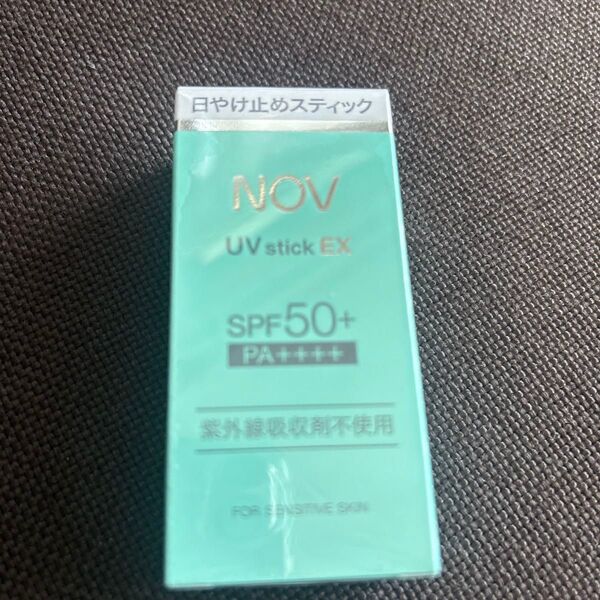 日やけ止めスティック
NOV
UV stick EX
SPF50+
PA++++
紫外線吸収剤不使用
FOR SENSITIVE SKIN